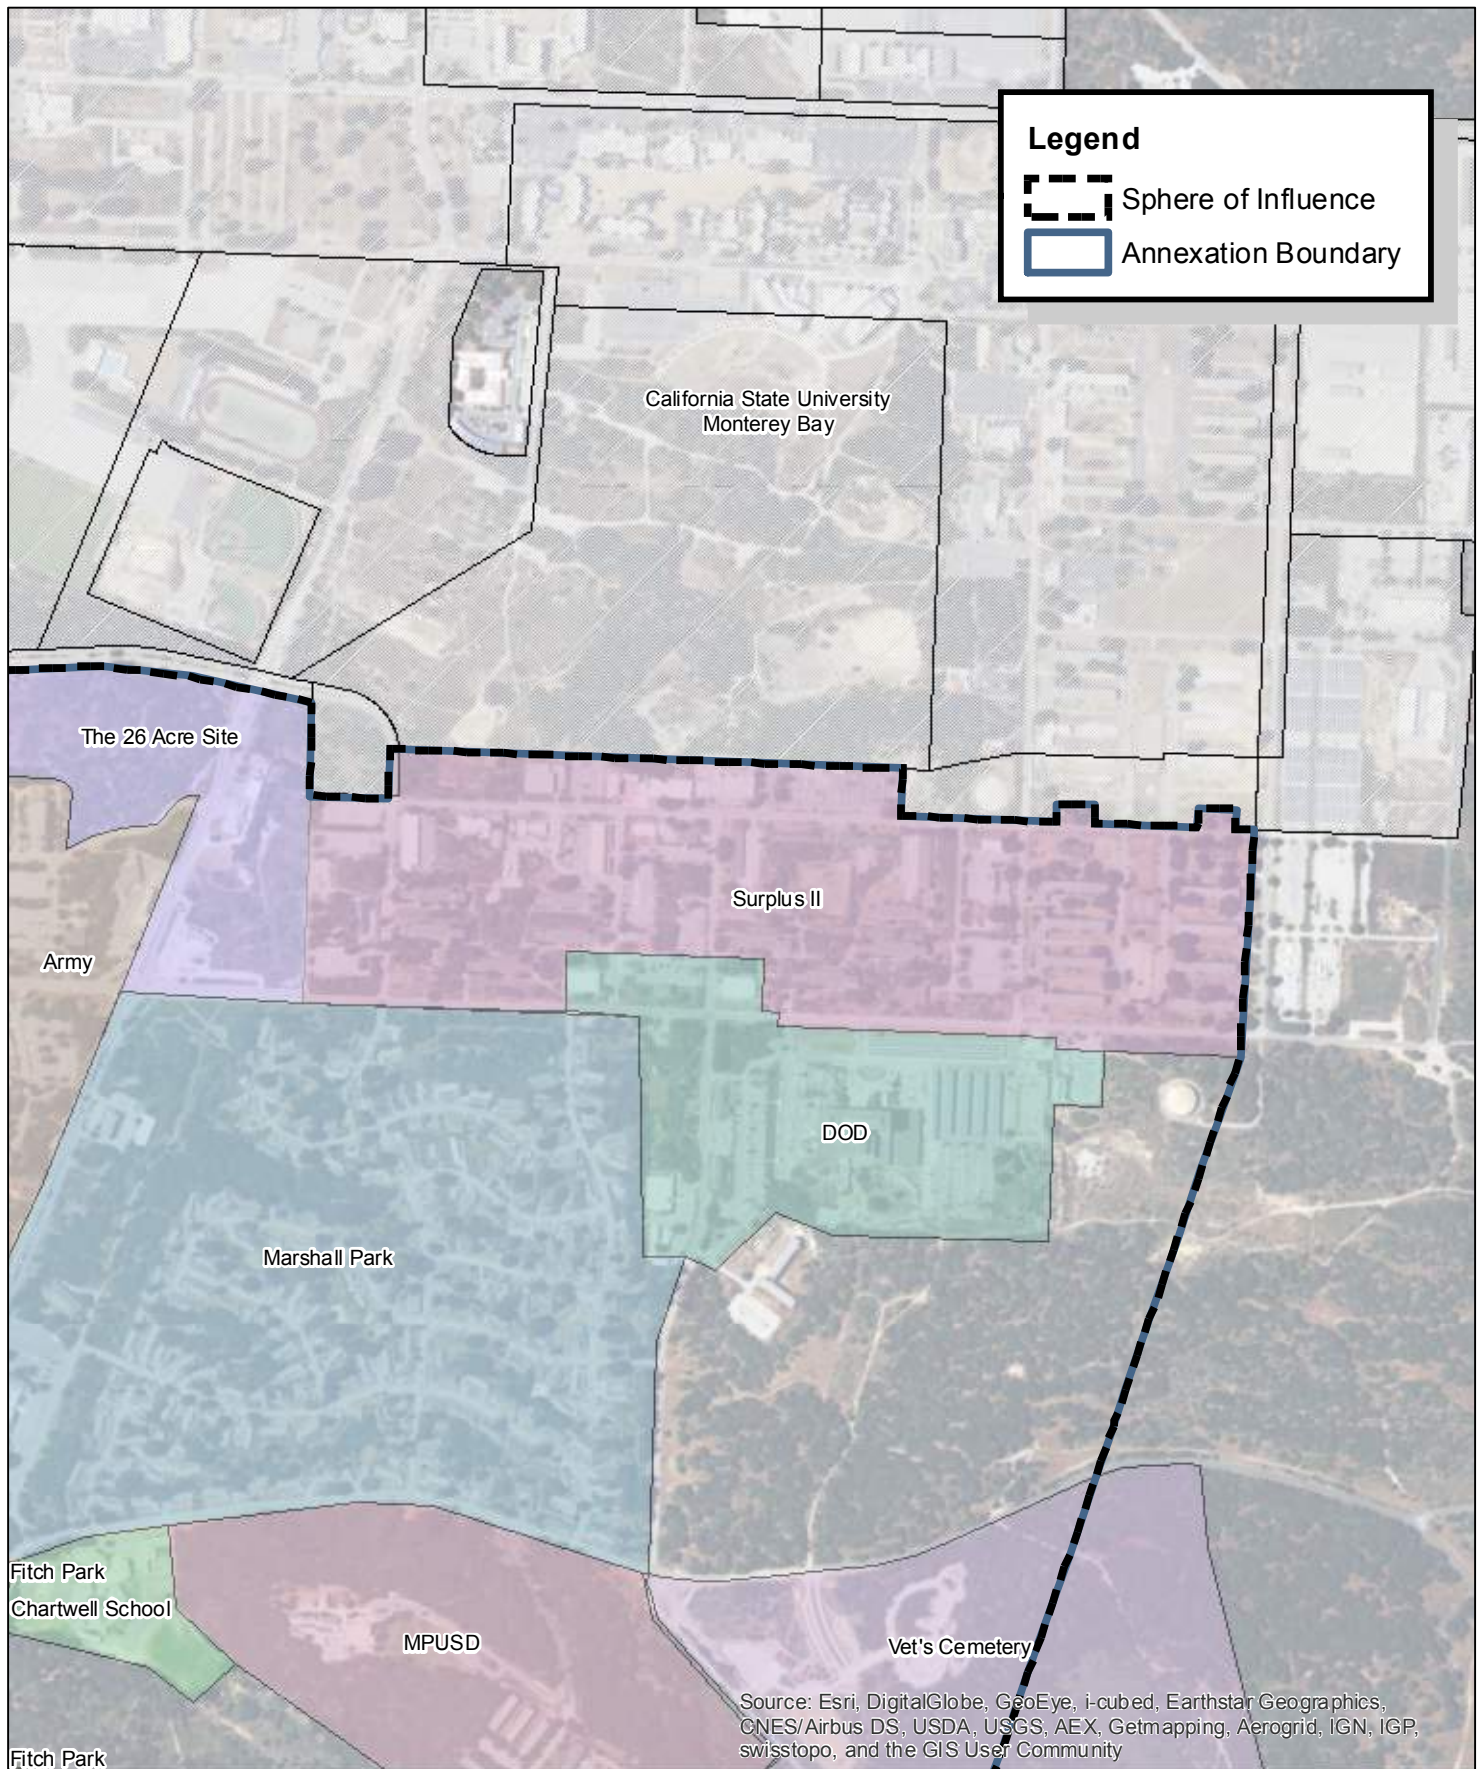 Legend
Sphere of Influence
Annexation Boundary
California State University
Monterey Bay
The 26 Acre Site
Surplus II
Army
DOD
Marshall Park
Fitch Park
Chartwell School
MPUSD
Vet's Cemetery
Source: Esri, DigitalGlobe, GeoEye, i-cubed, Earthstar Geographics,
CNES/Airbus DS, USDA, USGS, AEX, Getmapping, Aerogrid, IGN, IGP,
swisstopo, and the GIS User Community
Fitch Park